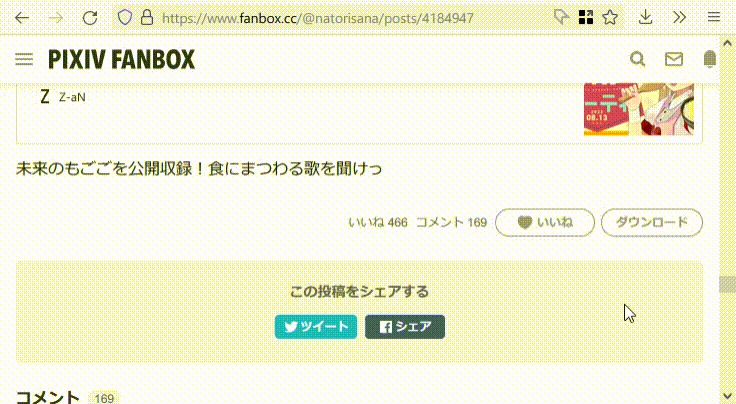 https://www.fanbox.cc/@natorisana/posts/4184947
PIXIV FANBOX
Z Z-aN
08.13
未来のもごごを公開収録！食にまつわる歌を聞けっ
いいね 466 コメント 169 いいね ダウンロード
この投稿をシェアする
ツイート シェア
コメント 169